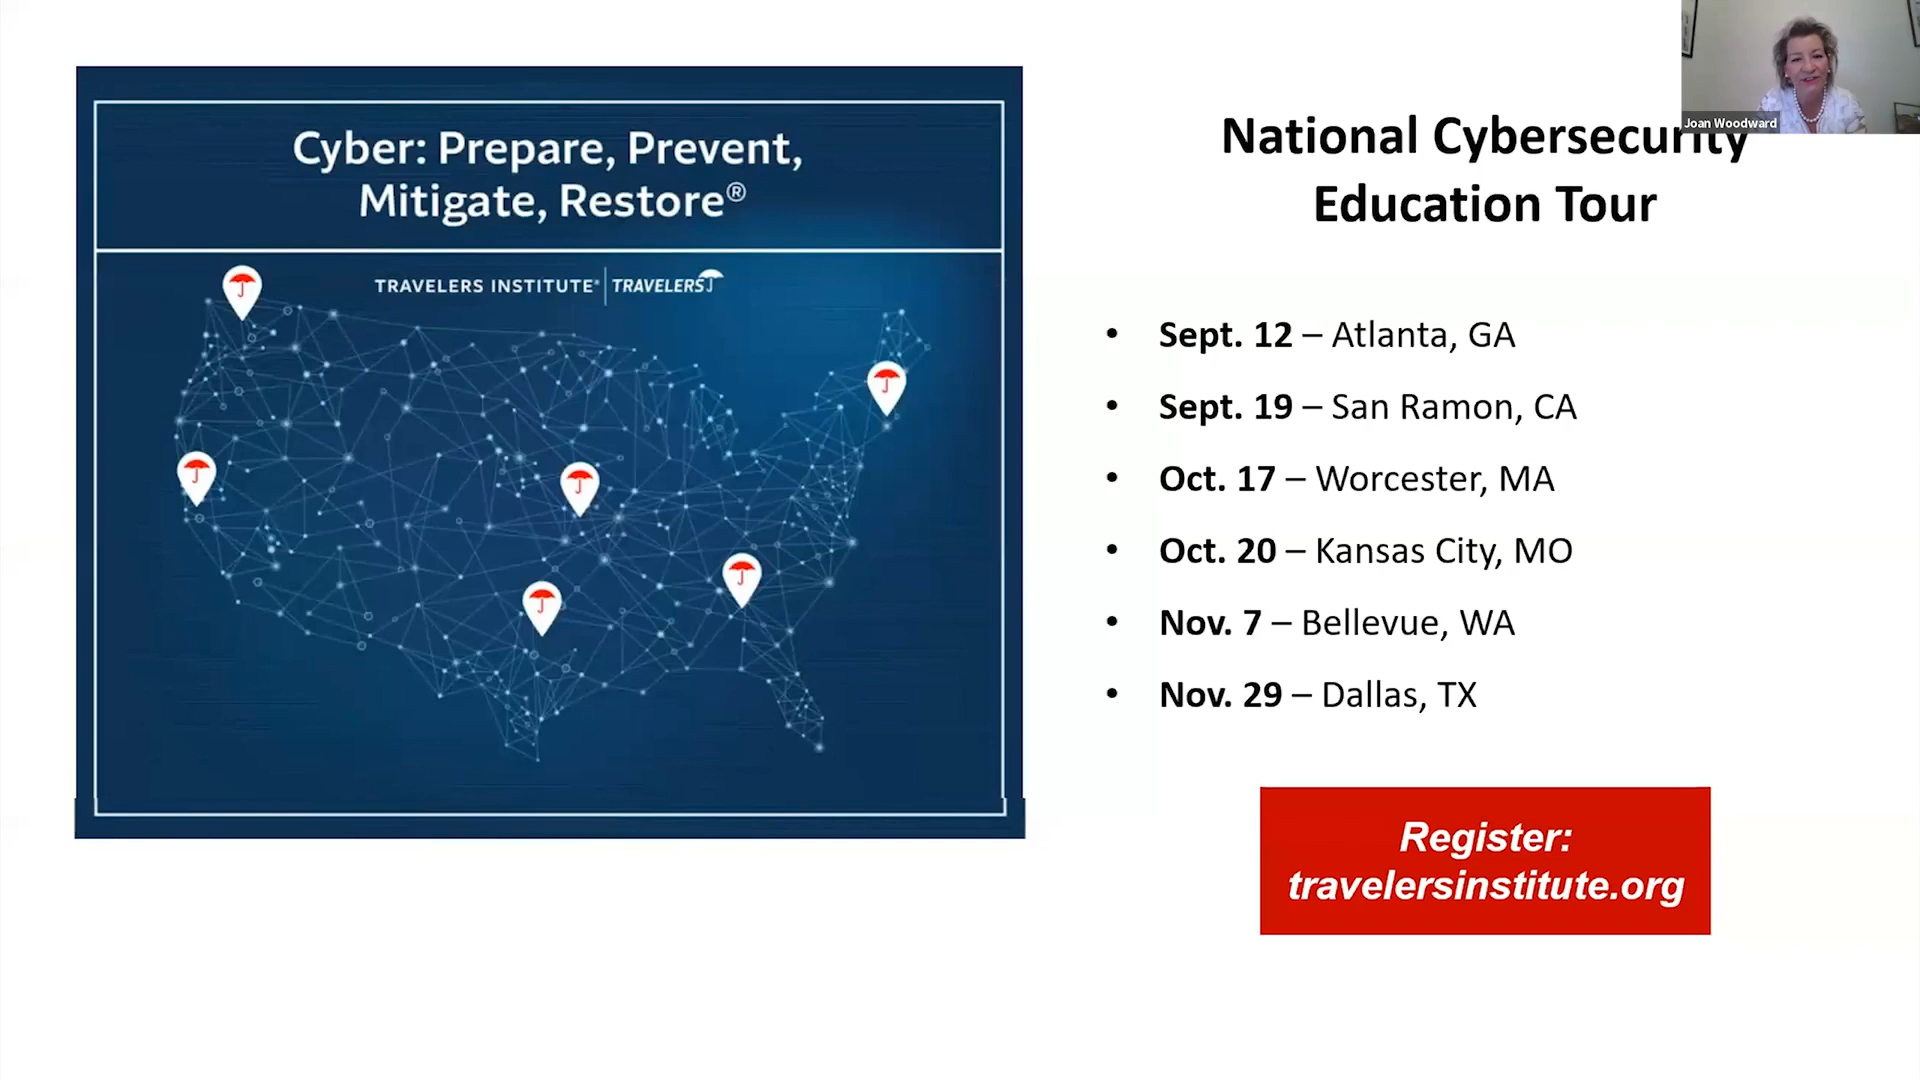 Cyber: Prepare, Prevent,
Mitigate, Restore®
TRAVELERS INSTITUTE® | TRAVELERS
Joan Woodward
National Cybersecurity
Education Tour
• Sept. 12 – Atlanta, GA
• Sept. 19 – San Ramon, CA
• Oct. 17 – Worcester, MA
• Oct. 20 – Kansas City, MO
• Nov. 7 – Bellevue, WA
• Nov. 29 – Dallas, TX
Register:
travelersinstitute.org